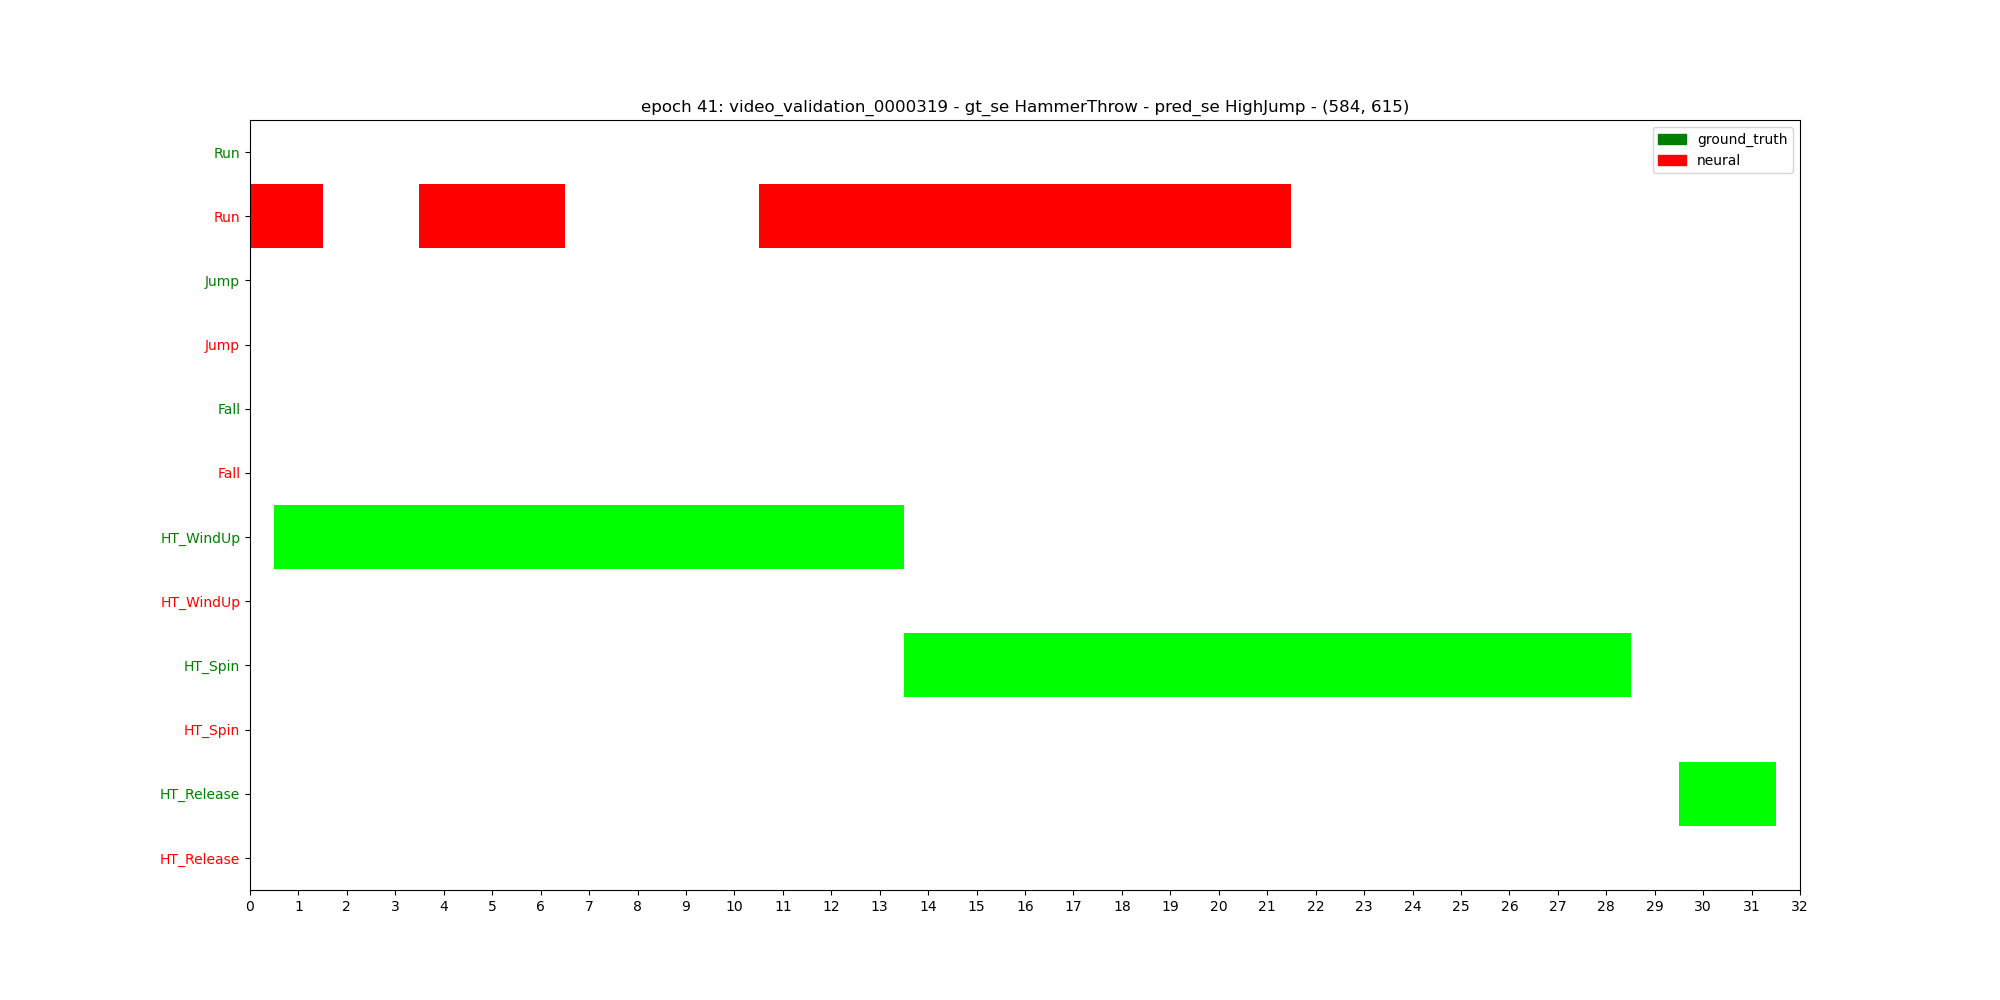 epoch 41: video_validation_0000319 - gt_se HammerThrow - pred_se HighJump - (584, 615)
ground_truth
neural
Run
Run
Jump
Jump
Fall
Fall
HT_WindUp
HT_WindUp
HT_Spin
HT_Spin
HT_Release
HT_Release
0 1 2 3 4 5 6 7 8 9 10 11 12 13 14 15 16 17 18 19 20 21 22 23 24 25 26 27 28 29 30 31 32